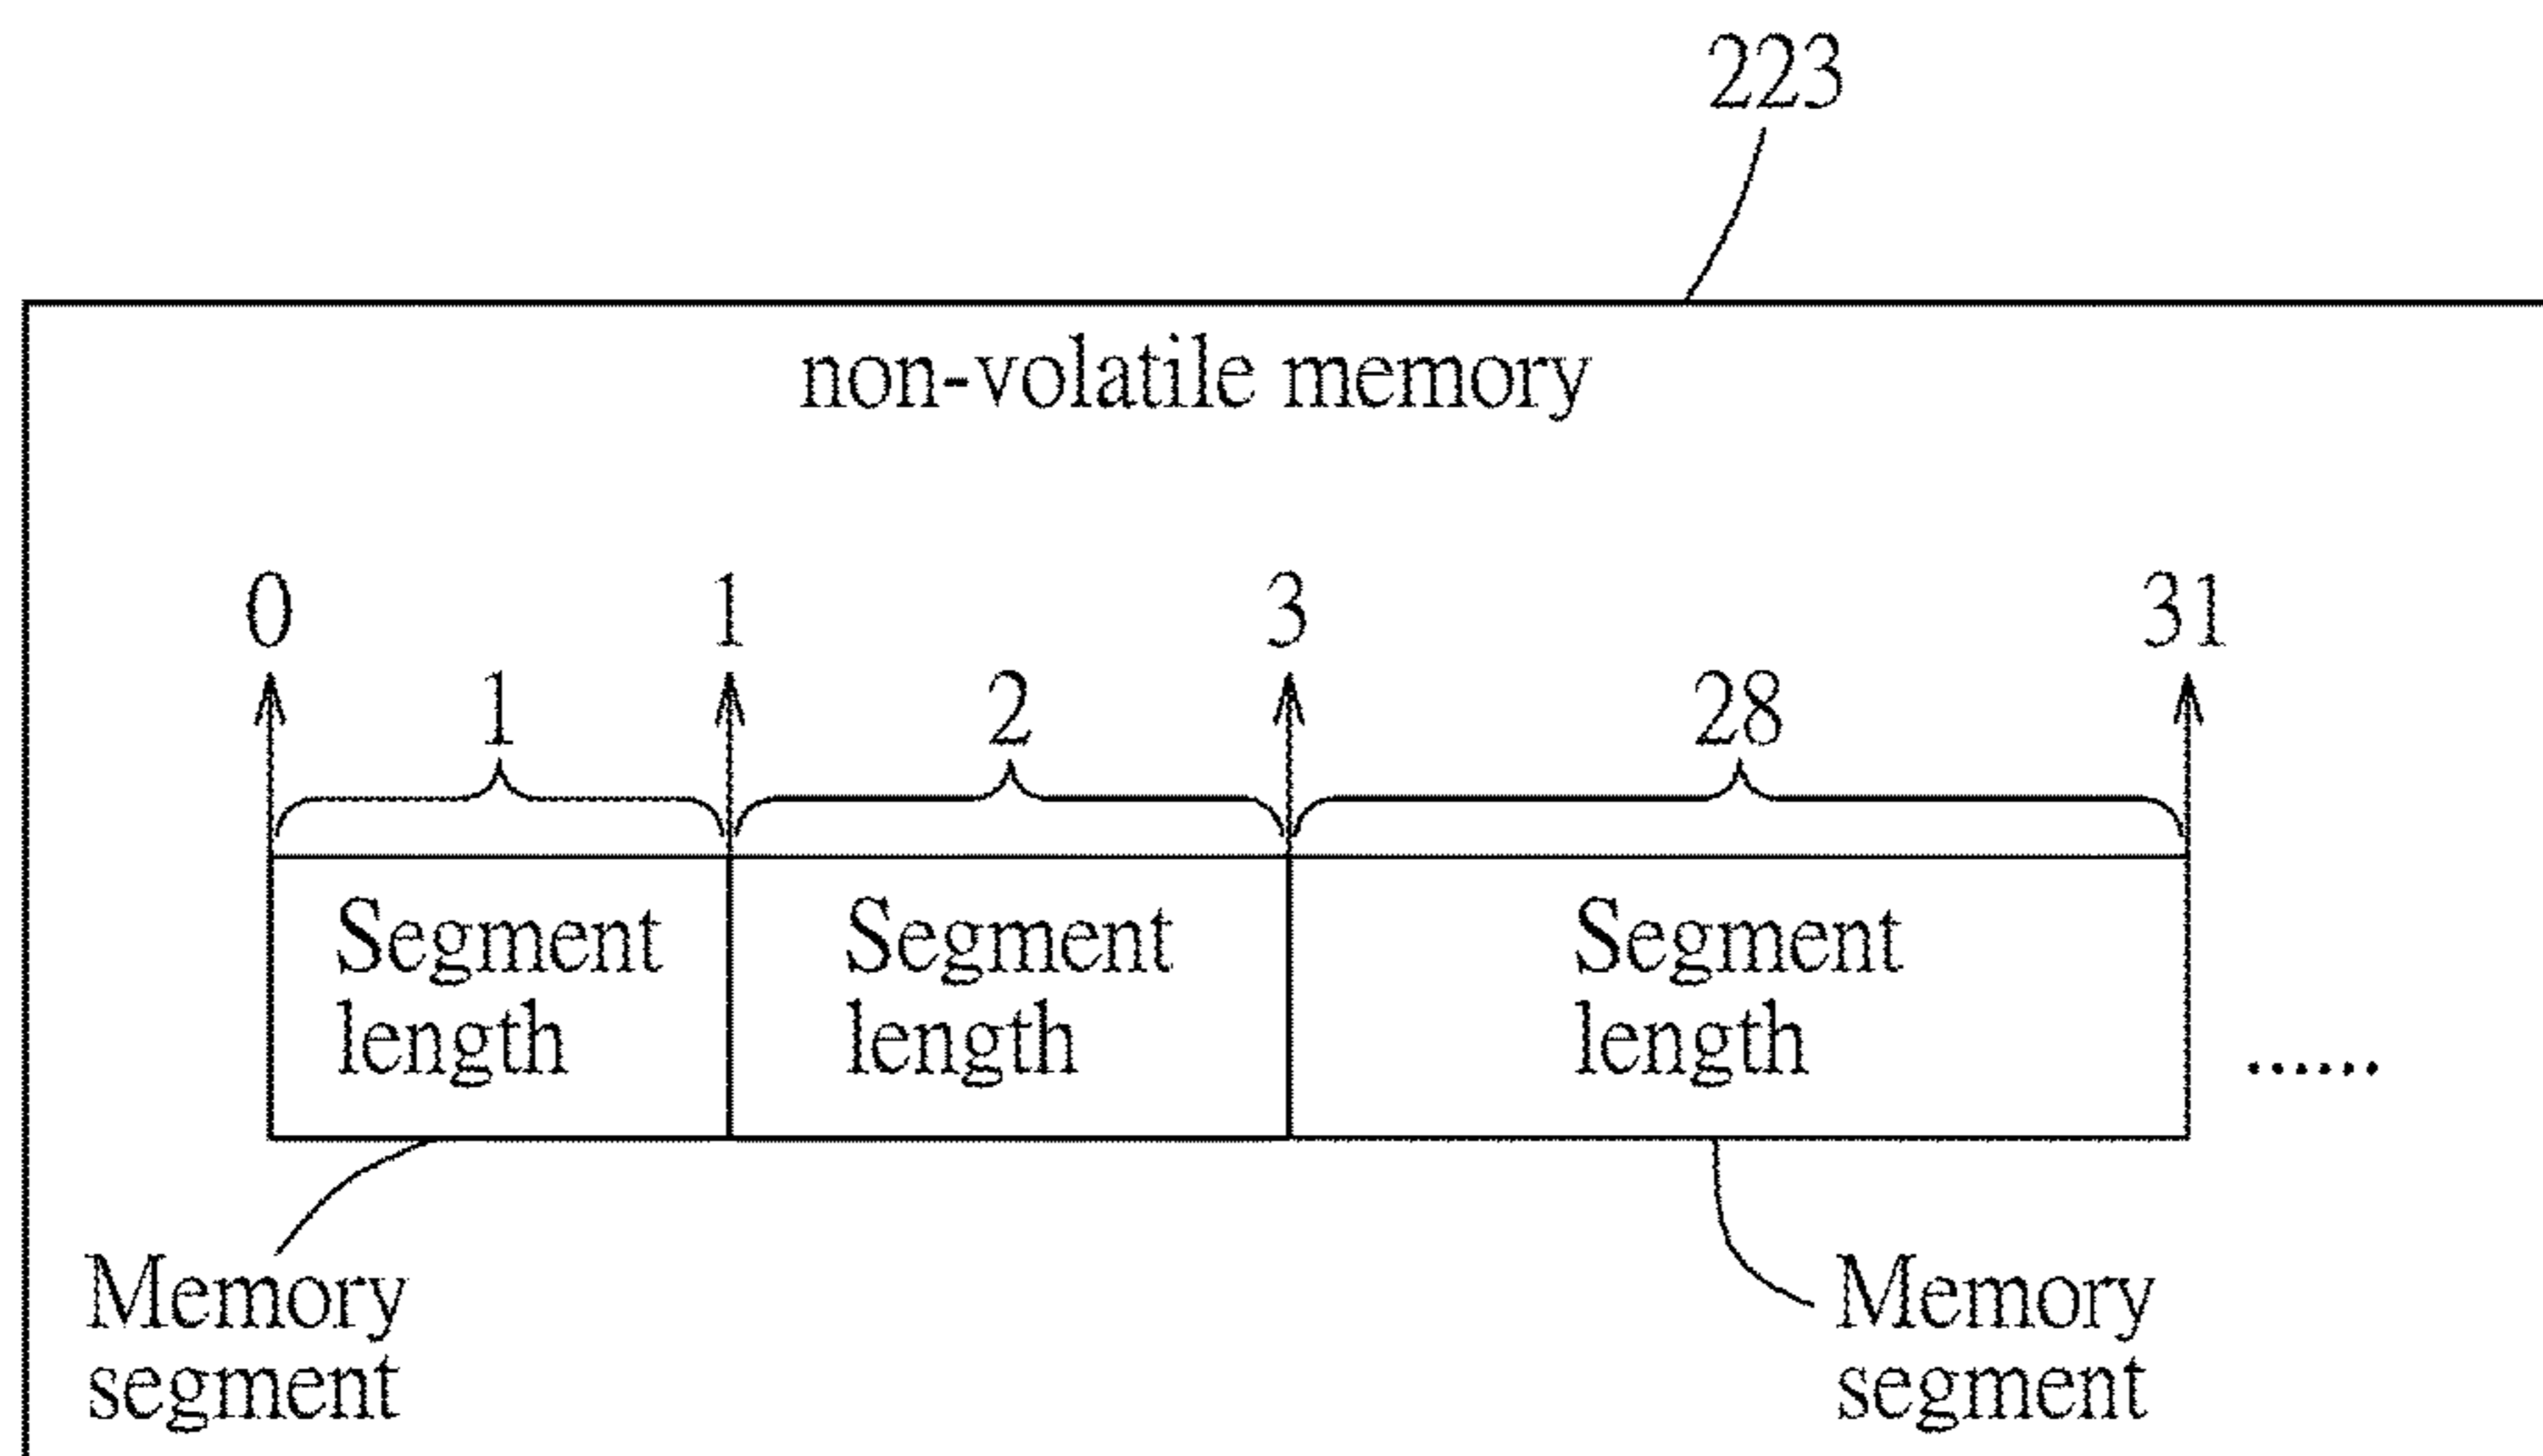 223
non-volatile memory
0 1 3 31
1 2 28
Segment length
Segment length
Segment length
......
Memory segment
Memory segment